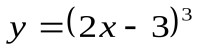 y = (2x - 3)³